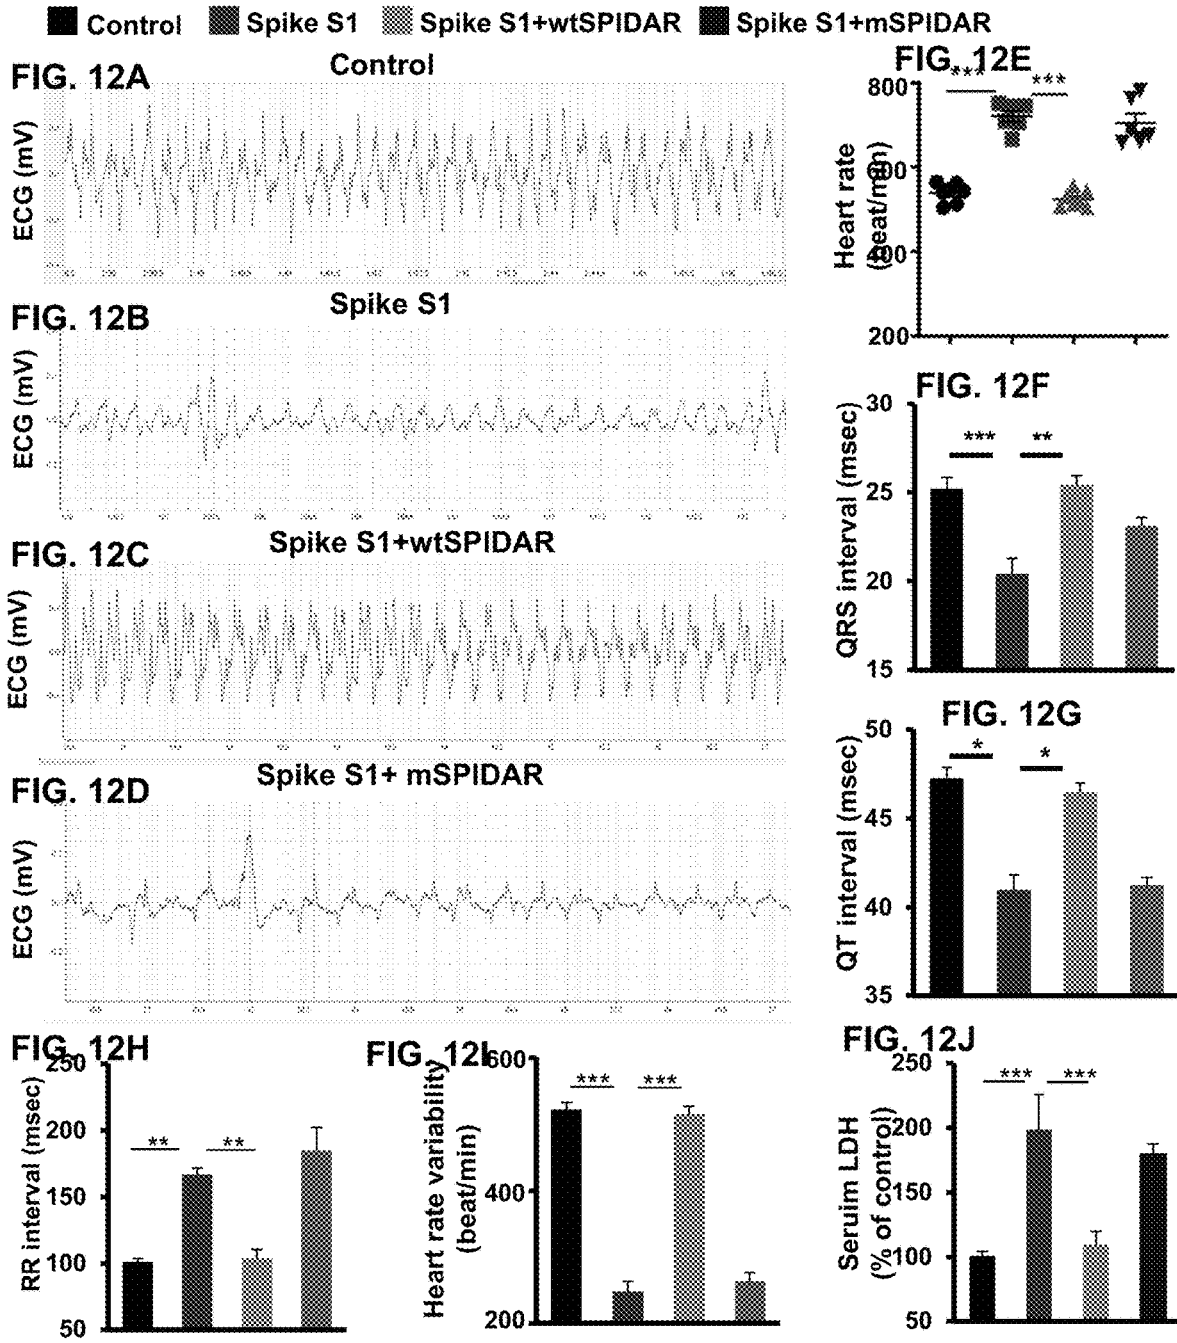 Control Spike S1 Spike S1+wtSPIDAR Spike S1+mSPIDAR
FIG. 12A
Control
ECG (mV)
FIG. 12B
Spike S1
ECG (mV)
FIG. 12C
Spike S1+wtSPIDAR
ECG (mV)
FIG. 12D
Spike S1+ mSPIDAR
ECG (mV)
FIG. 12E
*** ***
Heart rate
(beat/min)
800
600
400
200
FIG. 12F
*** **
QRS interval (msec)
30
25
20
15
FIG. 12G
* *
QT interval (msec)
50
45
40
35
FIG. 12H
** **
RR interval (msec)
250
200
150
100
50
FIG. 12I
*** ***
Heart rate variability
(beat/min)
600
400
200
FIG. 12J
*** ***
Seruim LDH
(% of control)
250
200
150
100
50